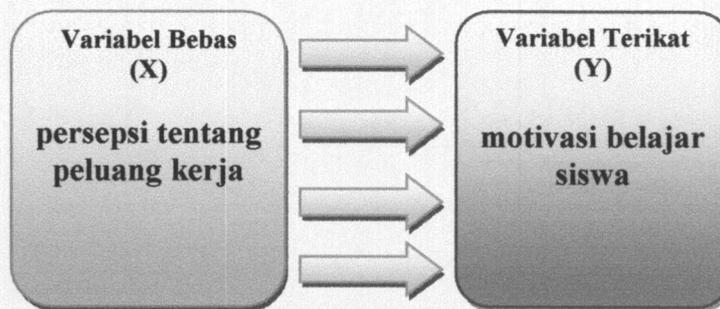 Variabel Bebas
(X)
persepsi tentang
peluang kerja
Variabel Terikat
(Y)
motivasi belajar
siswa